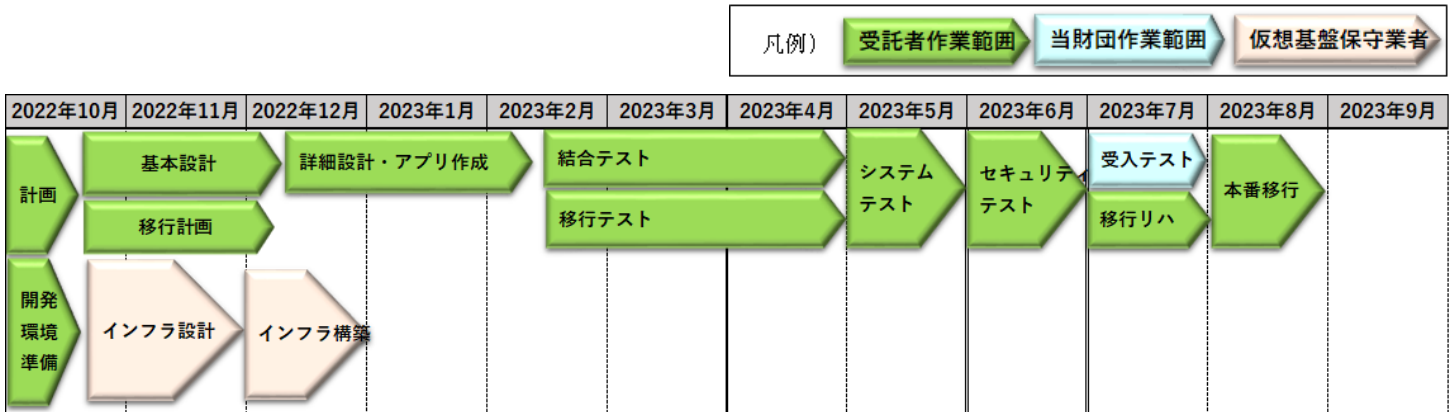 凡例）
受託者作業範囲
当財団作業範囲
仮想基盤保守業者
2022年10月 2022年11月 2022年12月 2023年1月 2023年2月 2023年3月 2023年4月 2023年5月 2023年6月 2023年7月 2023年8月 2023年9月
計画
基本設計
移行計画
詳細設計・アプリ作成
結合テスト
移行テスト
システム
テスト
セキュリティ
テスト
受入テスト
移行リハ
本番移行
開発
環境
準備
インフラ設計
インフラ構築